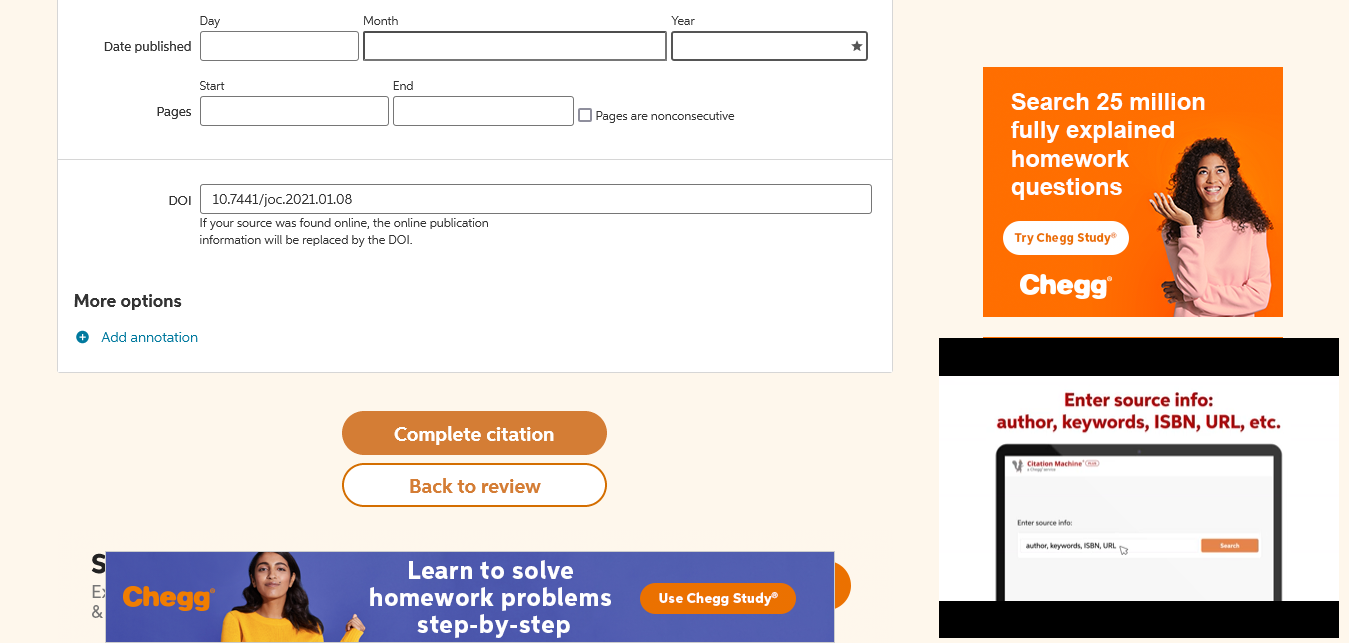 Day Month Year
Date published
Start End
Pages
Pages are nonconsecutive
DOI 10.7441/joc.2021.01.08
If your source was found online, the online publication
information will be replaced by the DOI.
More options
Add annotation
Complete citation
Back to review
S
Ex
&
Chegg®
Learn to solve
homework problems
step-by-step
Use Chegg Study®
Search 25 million
fully explained
homework
questions
Try Chegg Study®
Chegg®
Enter source info:
author, keywords, ISBN, URL, etc.
Citation Machine PLUS
a Chegg service
Enter source info:
author, keywords, ISBN, URL
Search